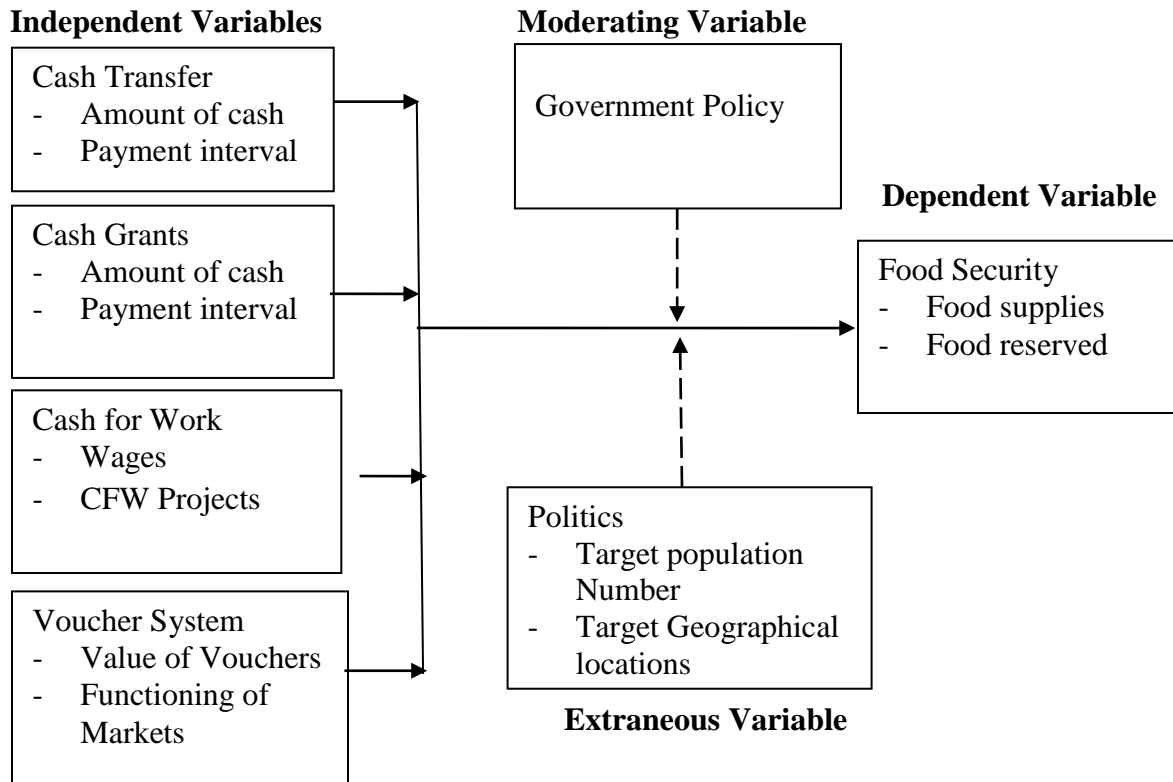 Independent Variables
Cash Transfer
- Amount of cash
- Payment interval
Cash Grants
- Amount of cash
- Payment interval
Cash for Work
- Wages
- CFW Projects
Voucher System
- Value of Vouchers
- Functioning of
Markets
Moderating Variable
Government Policy
Politics
- Target population
Number
- Target Geographical
locations
Extraneous Variable
Dependent Variable
Food Security
- Food supplies
- Food reserved